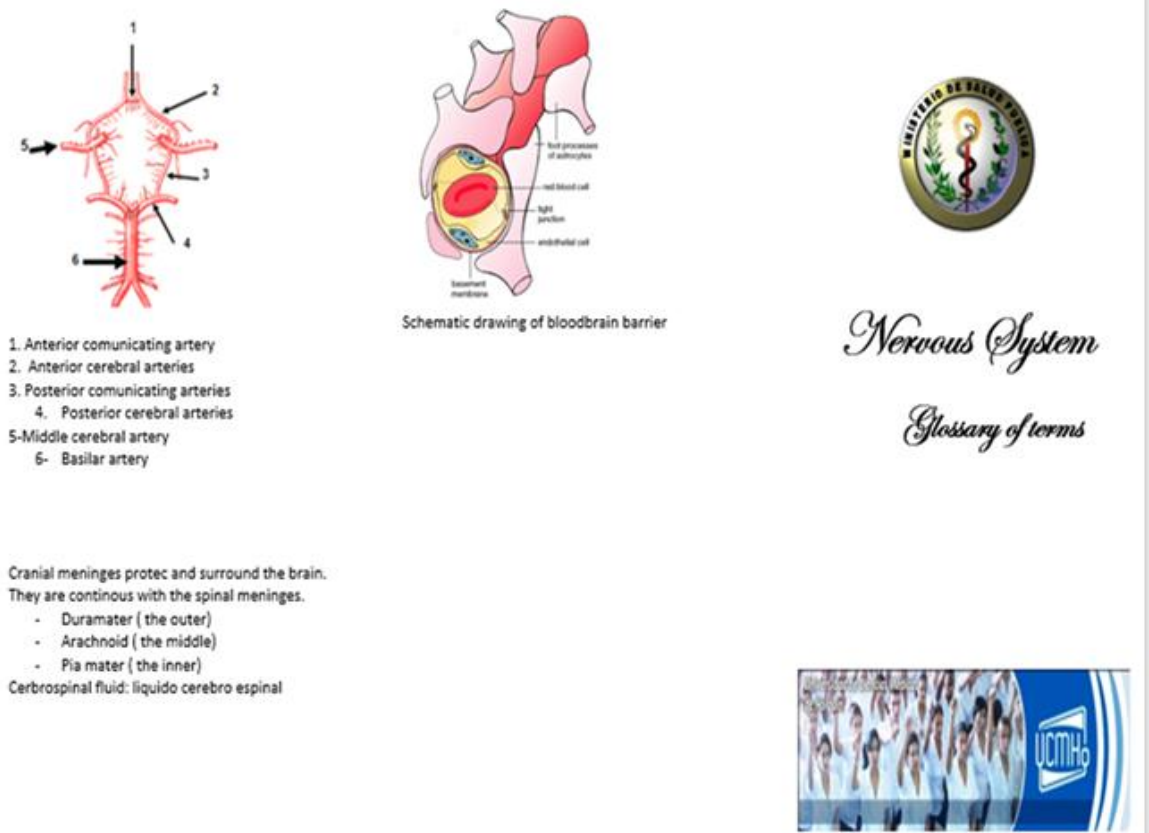 1
2
5
3
4
6
1. Anterior comunicating artery
2. Anterior cerebral arteries
3. Posterior comunicating arteries
4. Posterior cerebral arteries
5-Middle cerebral artery
6- Basilar artery
Cranial meninges protec and surround the brain.
They are continous with the spinal meninges.
- Duramater ( the outer)
- Arachnoid ( the middle)
- Pia mater ( the inner)
Cerbrospinal fluid: liquido cerebro espinal
foot processes
of astrocytes
red blood cell
tight
junction
endothelial cell
basement
membrane
Schematic drawing of bloodbrain barrier
MINISTERIO DE SALUD PUBLICA
Nervous System
Glossary of terms
UCMHo